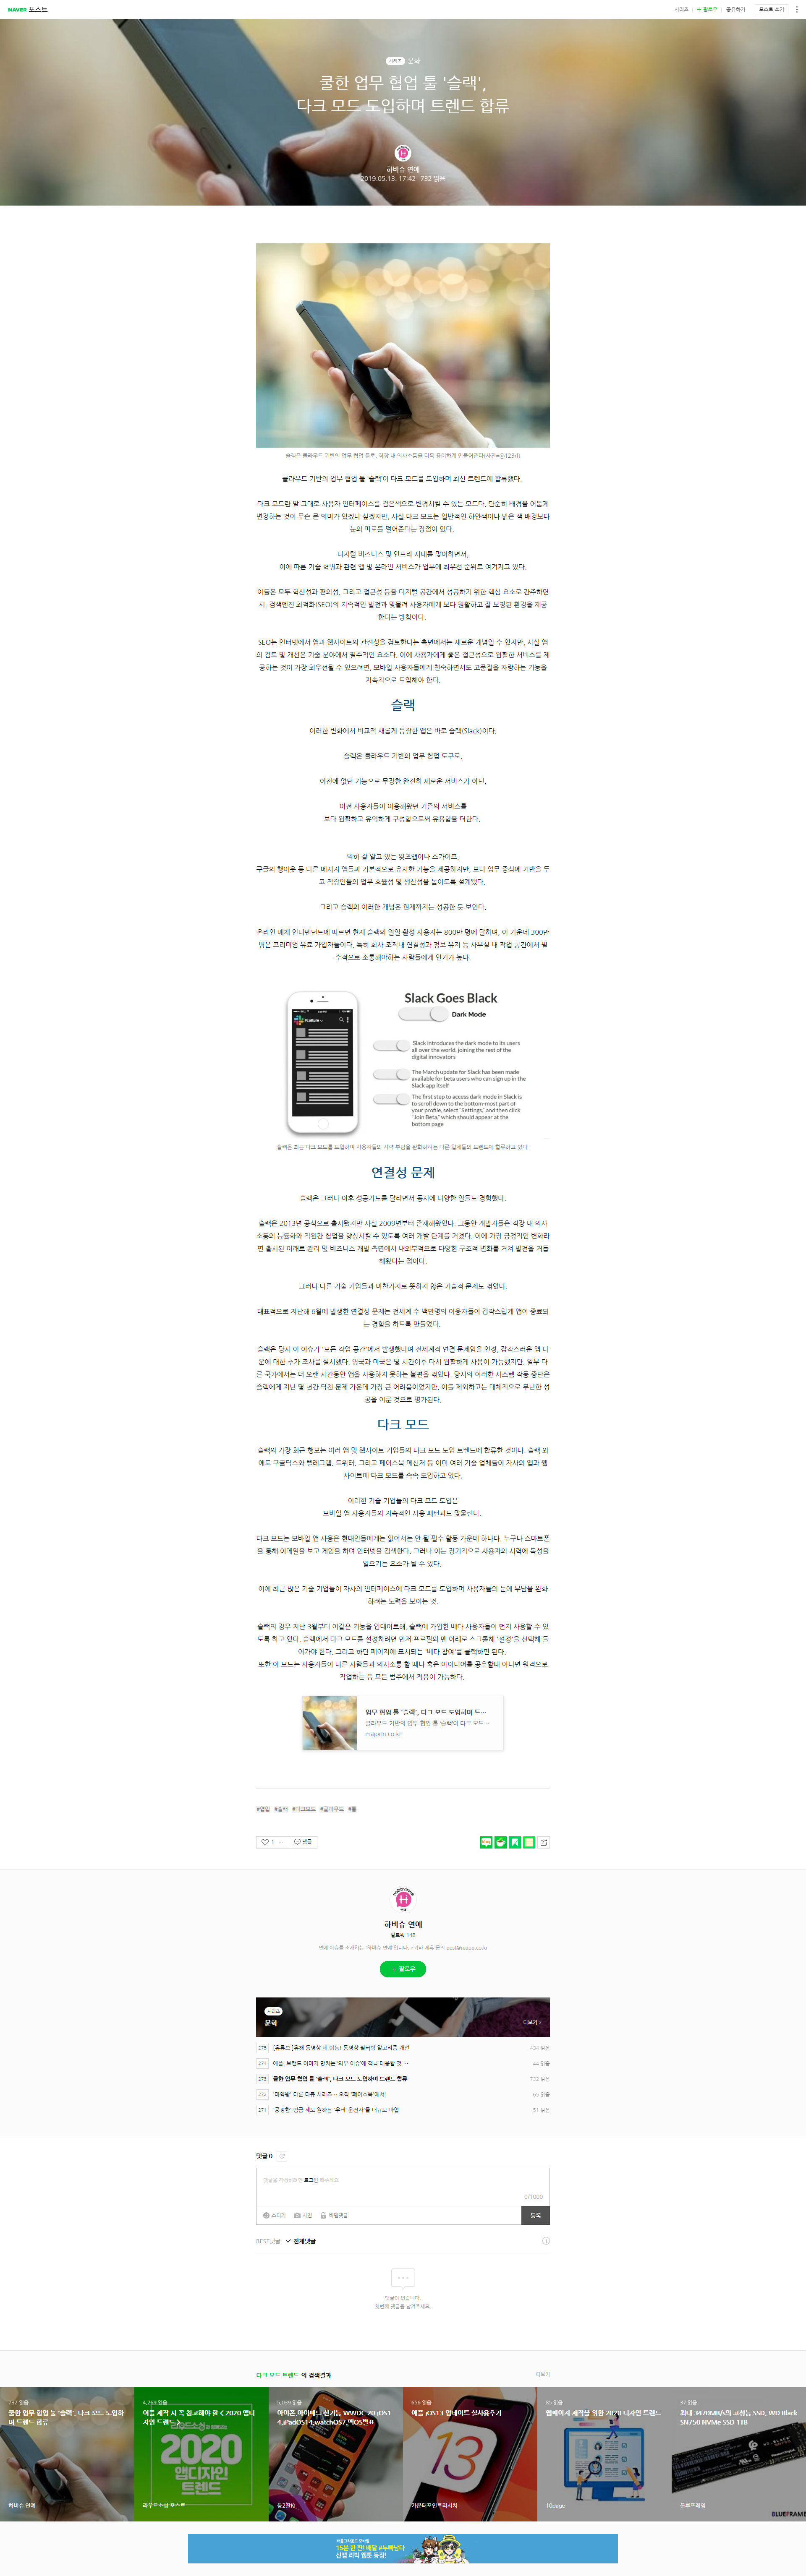 NAVER 포스트
시리즈
+ 팔로우
공유하기
포스트 쓰기
시리즈 문화
쿨한 업무 협업 툴 '슬랙',
다크 모드 도입하며 트렌드 합류
하비슈 연예
2019.05.13. 17:42 732 읽음
슬랙은 클라우드 기반의 업무 협업 툴로, 직장 내 의사소통을 더욱 용이하게 만들어준다(사진=ⓒ123rf)
클라우드 기반의 업무 협업 툴 '슬랙'이 다크 모드를 도입하며 최신 트렌드에 합류했다.
다크 모드란 말 그대로 사용자 인터페이스를 검은색으로 변경시킬 수 있는 모드다. 단순히 배경을 어둡게
변경하는 것이 무슨 큰 의미가 있겠냐 싶겠지만, 사실 다크 모드는 일반적인 하얀색이나 밝은 색 배경보다
눈의 피로를 덜어준다는 장점이 있다.
디지털 비즈니스 및 인프라 시대를 맞이하면서,
이에 따른 기술 혁명과 관련 앱 및 온라인 서비스가 업무에 최우선 순위로 여겨지고 있다.
이들은 모두 혁신성과 편의성, 그리고 접근성 등을 디지털 공간에서 성공하기 위한 핵심 요소로 간주하면
서, 검색엔진 최적화(SEO)의 지속적인 발전과 맞물려 사용자에게 보다 원활하고 잘 보정된 환경을 제공
한다는 방침이다.
SEO는 인터넷에서 앱과 웹사이트의 관련성을 검토한다는 측면에서는 새로운 개념일 수 있지만, 사실 앱
의 검토 및 개선은 기술 분야에서 필수적인 요소다. 이에 사용자에게 좋은 접근성으로 원활한 서비스를 제
공하는 것이 가장 최우선될 수 있으려면, 모바일 사용자들에게 친숙하면서도 고품질을 자랑하는 기능을
지속적으로 도입해야 한다.
슬랙
이러한 변화에서 비교적 새롭게 등장한 앱은 바로 슬랙(Slack)이다.
슬랙은 클라우드 기반의 업무 협업 도구로,
이전에 없던 기능으로 무장한 완전히 새로운 서비스가 아닌,
이전 사용자들이 이용해왔던 기존의 서비스를
보다 원활하고 유익하게 구성함으로써 유용함을 더한다.
익히 잘 알고 있는 왓츠앱이나 스카이프,
구글의 행아웃 등 다른 메시지 앱들과 기본적으로 유사한 기능을 제공하지만, 보다 업무 중심에 기반을 두
고 직장인들의 업무 효율성 및 생산성을 높이도록 설계됐다.
그리고 슬랙의 이러한 개념은 현재까지는 성공한 듯 보인다.
온라인 매체 인디펜던트에 따르면 현재 슬랙의 일일 활성 사용자는 800만 명에 달하며, 이 가운데 300만
명은 프리미엄 유료 가입자들이다. 특히 회사 조직내 연결성과 정보 유지 등 사무실 내 작업 공간에서 필
수적으로 소통해야하는 사람들에게 인기가 높다.
Slack Goes Black
Dark Mode
Slack introduces the dark mode to its users
all over the world, joining the rest of the
digital innovators
The March update for Slack has been made
available for beta users who can sign up in the
Slack app itself
The first step to access dark mode in Slack is
to scroll down to the bottom-most part of
your profile, select "Settings," and then click
"Join Beta," which should appear at the
bottom page
슬랙은 최근 다크 모드를 도입하며 사용자들의 시력 부담을 완화하려는 다른 업체들의 트렌드에 합류하고 있다.
연결성 문제
슬랙은 그러나 이후 성공가도를 달리면서 동시에 다양한 일들도 경험했다.
슬랙은 2013년 공식으로 출시됐지만 사실 2009년부터 존재해왔었다. 그동안 개발자들은 직장 내 의사
소통의 능률화와 직원간 협업을 향상시킬 수 있도록 여러 개발 단계를 거쳤다. 이에 가장 긍정적인 변화라
면 출시된 이래로 관리 및 비즈니스 개발 측면에서 내외부적으로 다양한 구조적 변화를 거쳐 발전을 거듭
해왔다는 점이다.
그러나 다른 기술 기업들과 마찬가지로 뜻하지 않은 기술적 문제도 겪었다.
대표적으로 지난해 6월에 발생한 연결성 문제는 전세계 수 백만명의 이용자들이 갑작스럽게 앱이 종료되
는 경험을 하도록 만들었다.
슬랙은 당시 이 이슈가 '모든 작업 공간'에서 발생했다며 전세계적 연결 문제임을 인정, 갑작스러운 앱 다
운에 대한 추가 조사를 실시했다. 영국과 미국은 몇 시간이후 다시 원활하게 사용이 가능했지만, 일부 다
른 국가에서는 더 오랜 시간동안 앱을 사용하지 못하는 불편을 겪었다. 당시의 이러한 시스템 작동 중단은
슬랙에게 지난 몇 년간 닥친 문제 가운데 가장 큰 어려움이었지만, 이를 제외하고는 대체적으로 무난한 성
공을 이룬 것으로 평가된다.
다크 모드
슬랙의 가장 최근 행보는 여러 앱 및 웹사이트 기업들의 다크 모드 도입 트렌드에 합류한 것이다. 슬랙 외
에도 구글닥스와 텔레그램, 트위터, 그리고 페이스북 메신저 등 이미 여러 기술 업체들이 자사의 앱과 웹
사이트에 다크 모드를 속속 도입하고 있다.
이러한 기술 기업들의 다크 모드 도입은
모바일 앱 사용자들의 지속적인 사용 패턴과도 맞물린다.
다크 모드는 모바일 앱 사용은 현대인들에게는 없어서는 안 될 필수 활동 가운데 하나다. 누구나 스마트폰
을 통해 이메일을 보고 게임을 하며 인터넷을 검색한다. 그러나 이는 장기적으로 사용자의 시력에 독성을
일으키는 요소가 될 수 있다.
이에 최근 많은 기술 기업들이 자사의 인터페이스에 다크 모드를 도입하며 사용자들의 눈에 부담을 완화
하려는 노력을 보이는 것.
슬랙의 경우 지난 3월부터 이같은 기능을 업데이트해, 슬랙에 가입한 베타 사용자들이 먼저 사용할 수 있
도록 하고 있다. 슬랙에서 다크 모드를 설정하려면 먼저 프로필의 맨 아래로 스크롤해 '설정'을 선택해 들
어가야 한다. 그리고 하단 페이지에 표시되는 '베타 참여'를 클릭하면 된다.
또한 이 모드는 사용자들이 다른 사람들과 의사소통 할 때나 혹은 아이디어를 공유할때 아니면 원격으로
작업하는 등 모든 범주에서 적용이 가능하다.
업무 협업 툴 '슬랙', 다크 모드 도입하며 트…
클라우드 기반의 업무 협업 툴 '슬랙'이 다크 모드…
majorin.co.kr
#협업 #슬랙 #다크모드 #클라우드 #툴
1
댓글
하비슈 연예
팔로워 148
+ 팔로우
시리즈
문화
더보기
275 [유튜브]유해 동영상 네 이놈! 동영상 필터링 알고리즘 개선
434 읽음
274 애플, 브랜드 이미지 망치는 '외부 이슈'에 적극 대응할 것 …
44 읽음
273 쿨한 업무 협업 툴 '슬랙', 다크 모드 도입하며 트렌드 합류
732 읽음
272 '마약왕' 다룬 다큐 시리즈… 오직 '페이스북'에서!
65 읽음
271 '공정한' 임금 제도 원하는 '우버' 운전자들 대규모 파업
51 읽음
댓글 0
댓글을 작성하려면 로그인 해주세요
0/1000
스티커
사진
비밀댓글
등록
BEST댓글
전체댓글
댓글이 없습니다.
첫번째 댓글을 남겨주세요.
다크 모드 트렌드 의 검색결과
더보기
732 읽음
쿨한 업무 협업 툴 '슬랙', 다크 모드 도입하
며 트렌드 합류
하비슈 연예
4,269 읽음
어플 제작 시 꼭 참고해야 할 < 2020 앱디
자인 트렌드 >
2020
앱디자인
트렌드
라우드소싱 포스트
5,039 읽음
아이폰,아이패드 신기능 WWDC 20 iOS1
4,iPadOS14,watchOS7,맥OS발표
656 읽음
애플 iOS13 업데이트 실사용후기
13
카운터포인트리서치
85 읽음
웹페이지 제작을 위한 2020 디자인 트렌드
10page
37 읽음
최대 3470MB/s의 고성능 SSD, WD Black
SN750 NVMe SSD 1TB
블루프레임
BLUEFRAME